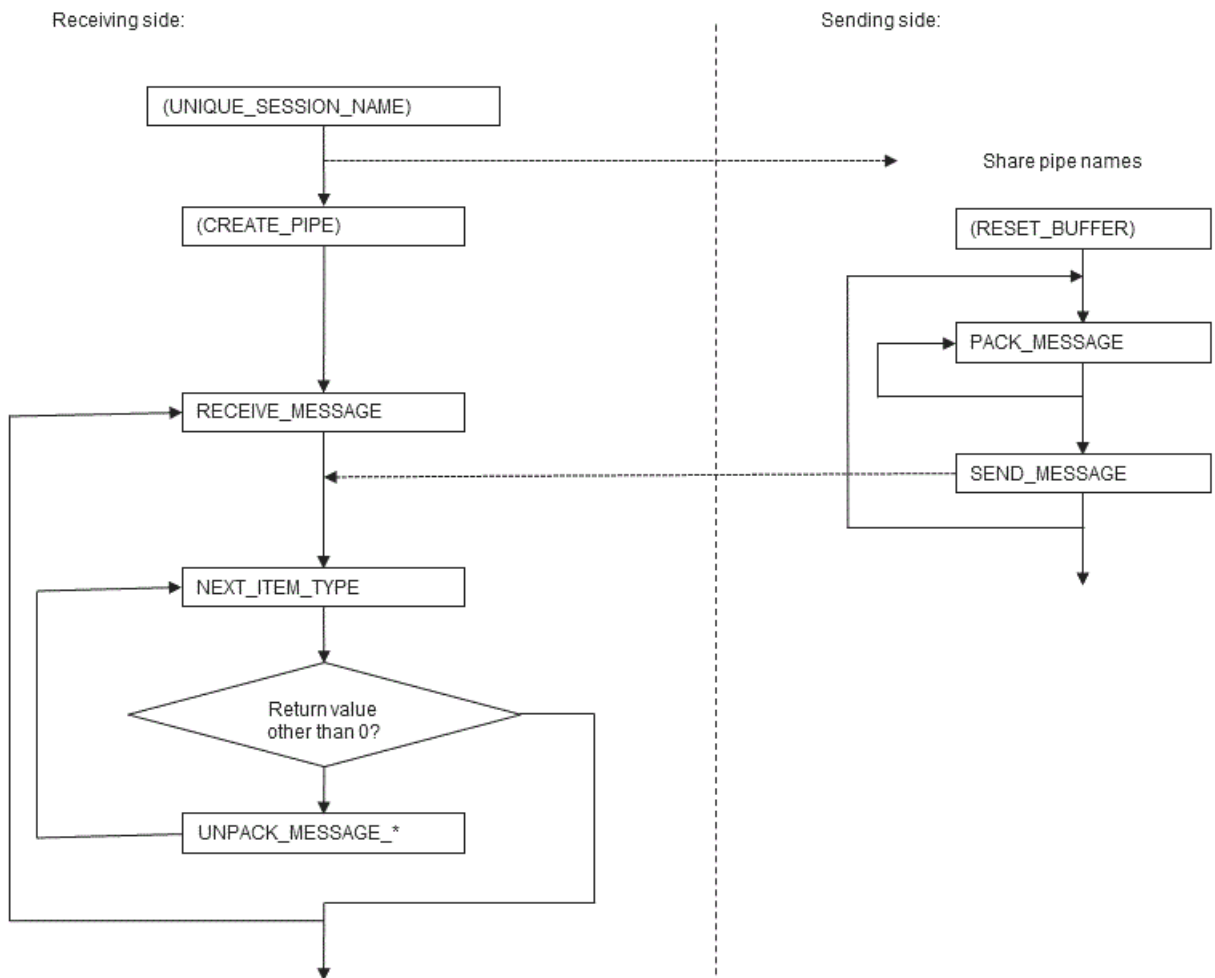 Receiving side:
Sending side:
(UNIQUE_SESSION_NAME)
Share pipe names
(CREATE_PIPE)
(RESET_BUFFER)
PACK_MESSAGE
RECEIVE_MESSAGE
SEND_MESSAGE
NEXT_ITEM_TYPE
Return value
other than 0?
UNPACK_MESSAGE_*